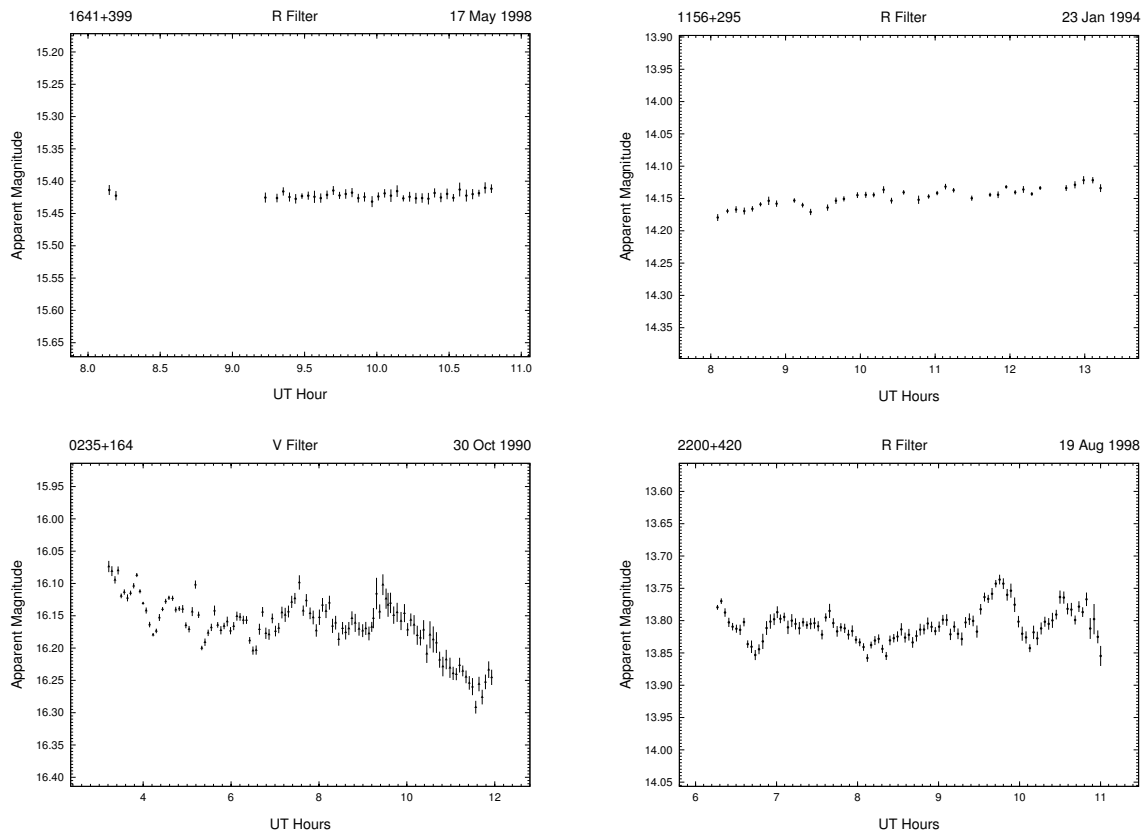 1641+399 R Filter 17 May 1998
15.20
15.25
15.30
15.35
15.40
15.45
15.50
15.55
15.60
15.65
Apparent Magnitude
8.0 8.5 9.0 9.5 10.0 10.5 11.0
UT Hour
1156+295 R Filter 23 Jan 1994
13.90
13.95
14.00
14.05
14.10
14.15
14.20
14.25
14.30
14.35
Apparent Magnitude
8 9 10 11 12 13
UT Hours
0235+164 V Filter 30 Oct 1990
15.95
16.00
16.05
16.10
16.15
16.20
16.25
16.30
16.35
16.40
Apparent Magnitude
4 6 8 10 12
UT Hours
2200+420 R Filter 19 Aug 1998
13.60
13.65
13.70
13.75
13.80
13.85
13.90
13.95
14.00
14.05
Apparent Magnitude
6 7 8 9 10 11
UT Hours